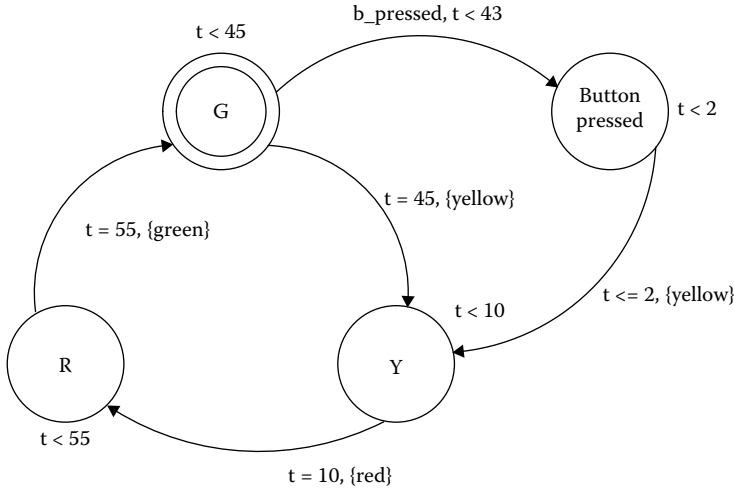 b_pressed, t < 43
t < 45
G
Button
pressed
t < 2
t = 45, {yellow}
t = 55, {green}
t <= 2, {yellow}
t < 10
R
Y
t < 55
t = 10, {red}